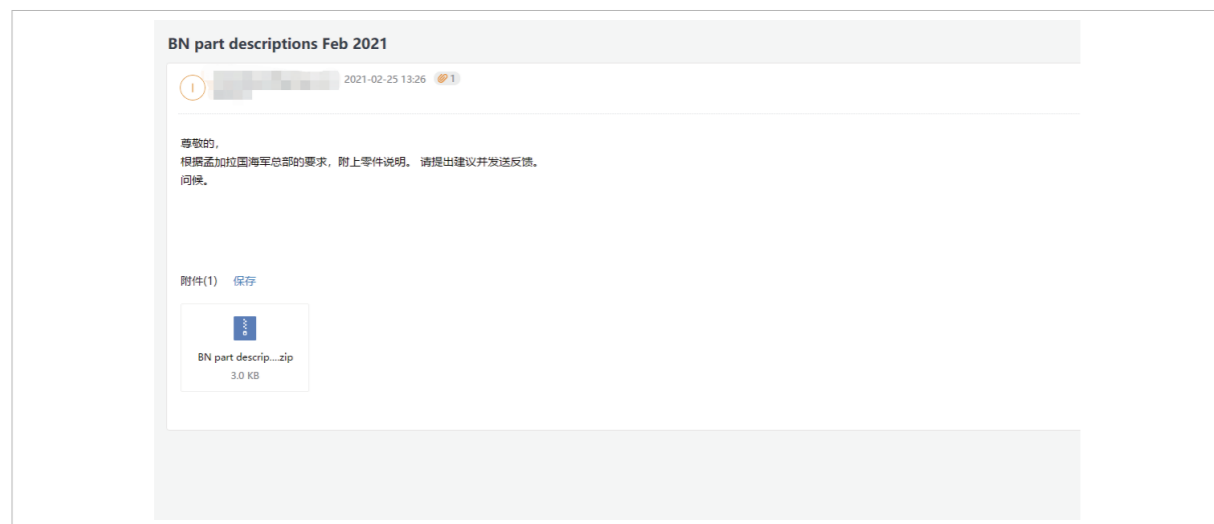 BN part descriptions Feb 2021
I
2021-02-25 13:26 1
尊敬的，
根据孟加拉国海军总部的要求，附上零件说明。 请提出建议并发送反馈。
问候。
附件(1) 保存
BN part descrip....zip
3.0 KB